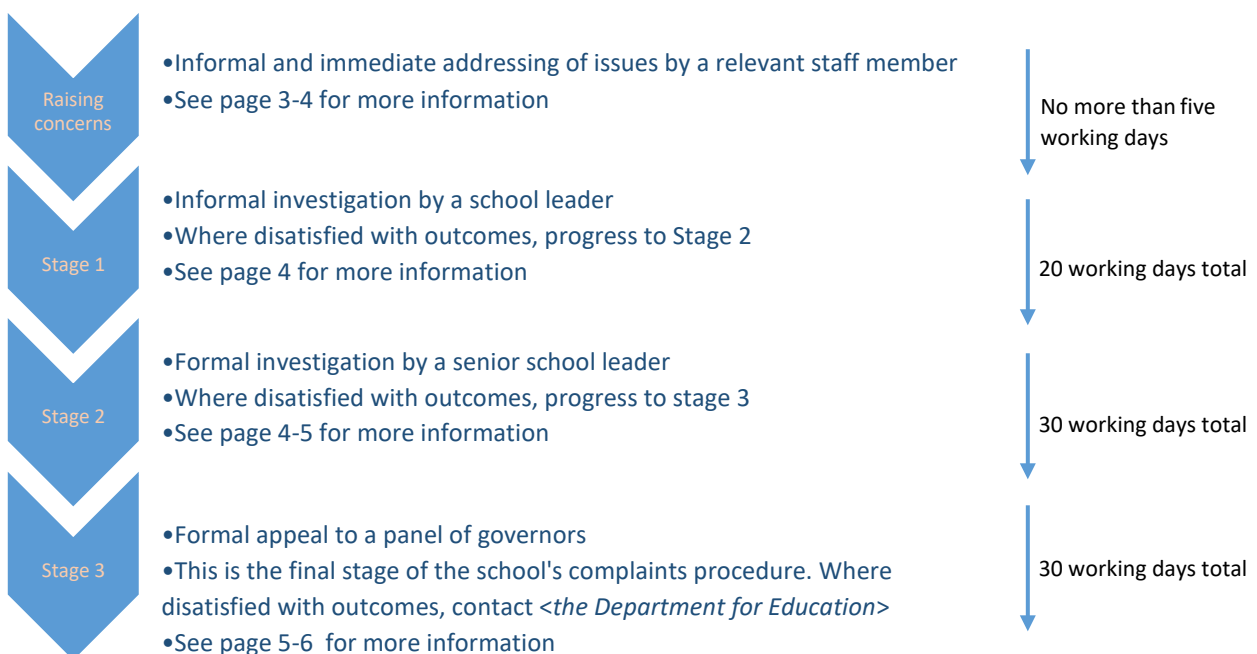 Raising
concerns
•Informal and immediate addressing of issues by a relevant staff member
•See page 3-4 for more information
No more than five
working days
Stage 1
•Informal investigation by a school leader
•Where disatisfied with outcomes, progress to Stage 2
•See page 4 for more information
20 working days total
Stage 2
•Formal investigation by a senior school leader
•Where disatisfied with outcomes, progress to stage 3
•See page 4-5 for more information
30 working days total
Stage 3
•Formal appeal to a panel of governors
•This is the final stage of the school's complaints procedure. Where
disatisfied with outcomes, contact <the Department for Education>
•See page 5-6  for more information
30 working days total